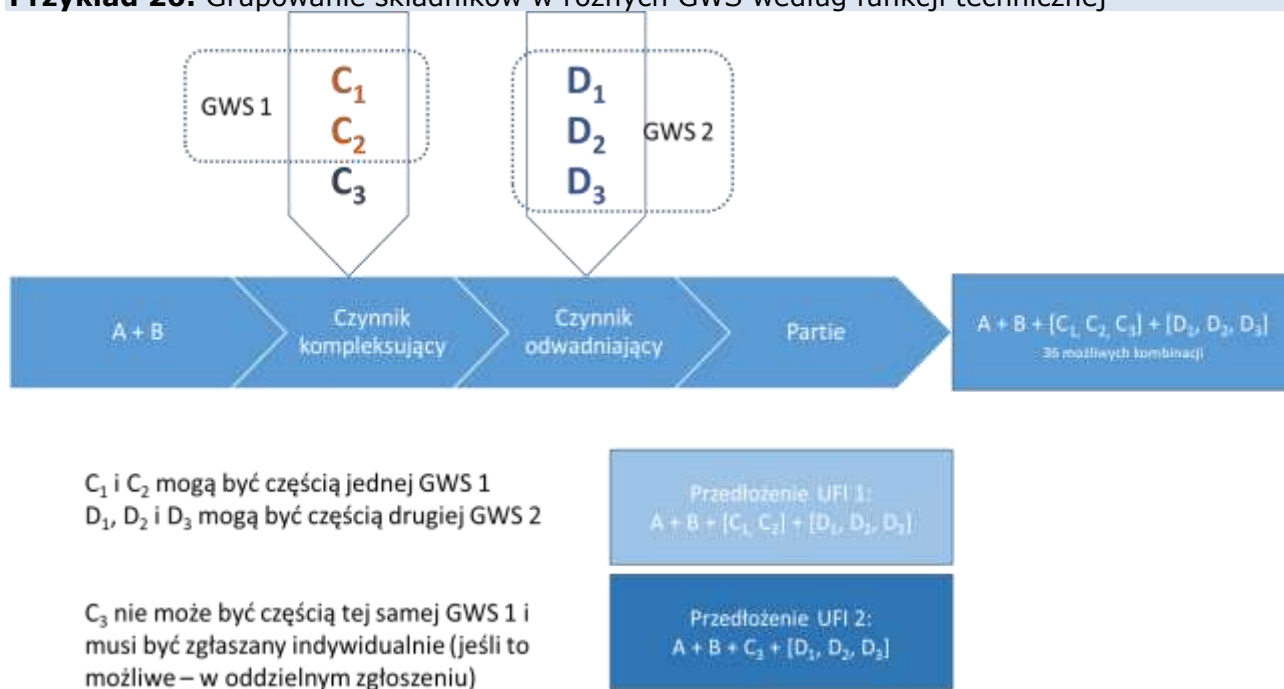 Przykład 26: Grupowanie składników w różnych GWS według funkcji technicznej
GWS 1
C₁
C₂
C₃
D₁
D₂
D₃
GWS 2
A + B
Czynnik
kompleksujący
Czynnik
odwadniający
Partie
A + B + [C₁, C₂, C₃] + [D₁, D₂, D₃]
36 możliwych kombinacji
C₁ i C₂ mogą być częścią jednej GWS 1
D₁, D₂ i D₃ mogą być częścią drugiej GWS 2
Przedłożenie UFI 1:
A + B + [C₁, C₂] + [D₁, D₂, D₃]
C₃ nie może być częścią tej samej GWS 1 i
musi być zgłaszany indywidualnie (jeśli to
możliwe – w oddzielnym zgłoszeniu)
Przedłożenie UFI 2:
A + B + C₃ + [D₁, D₂, D₃]